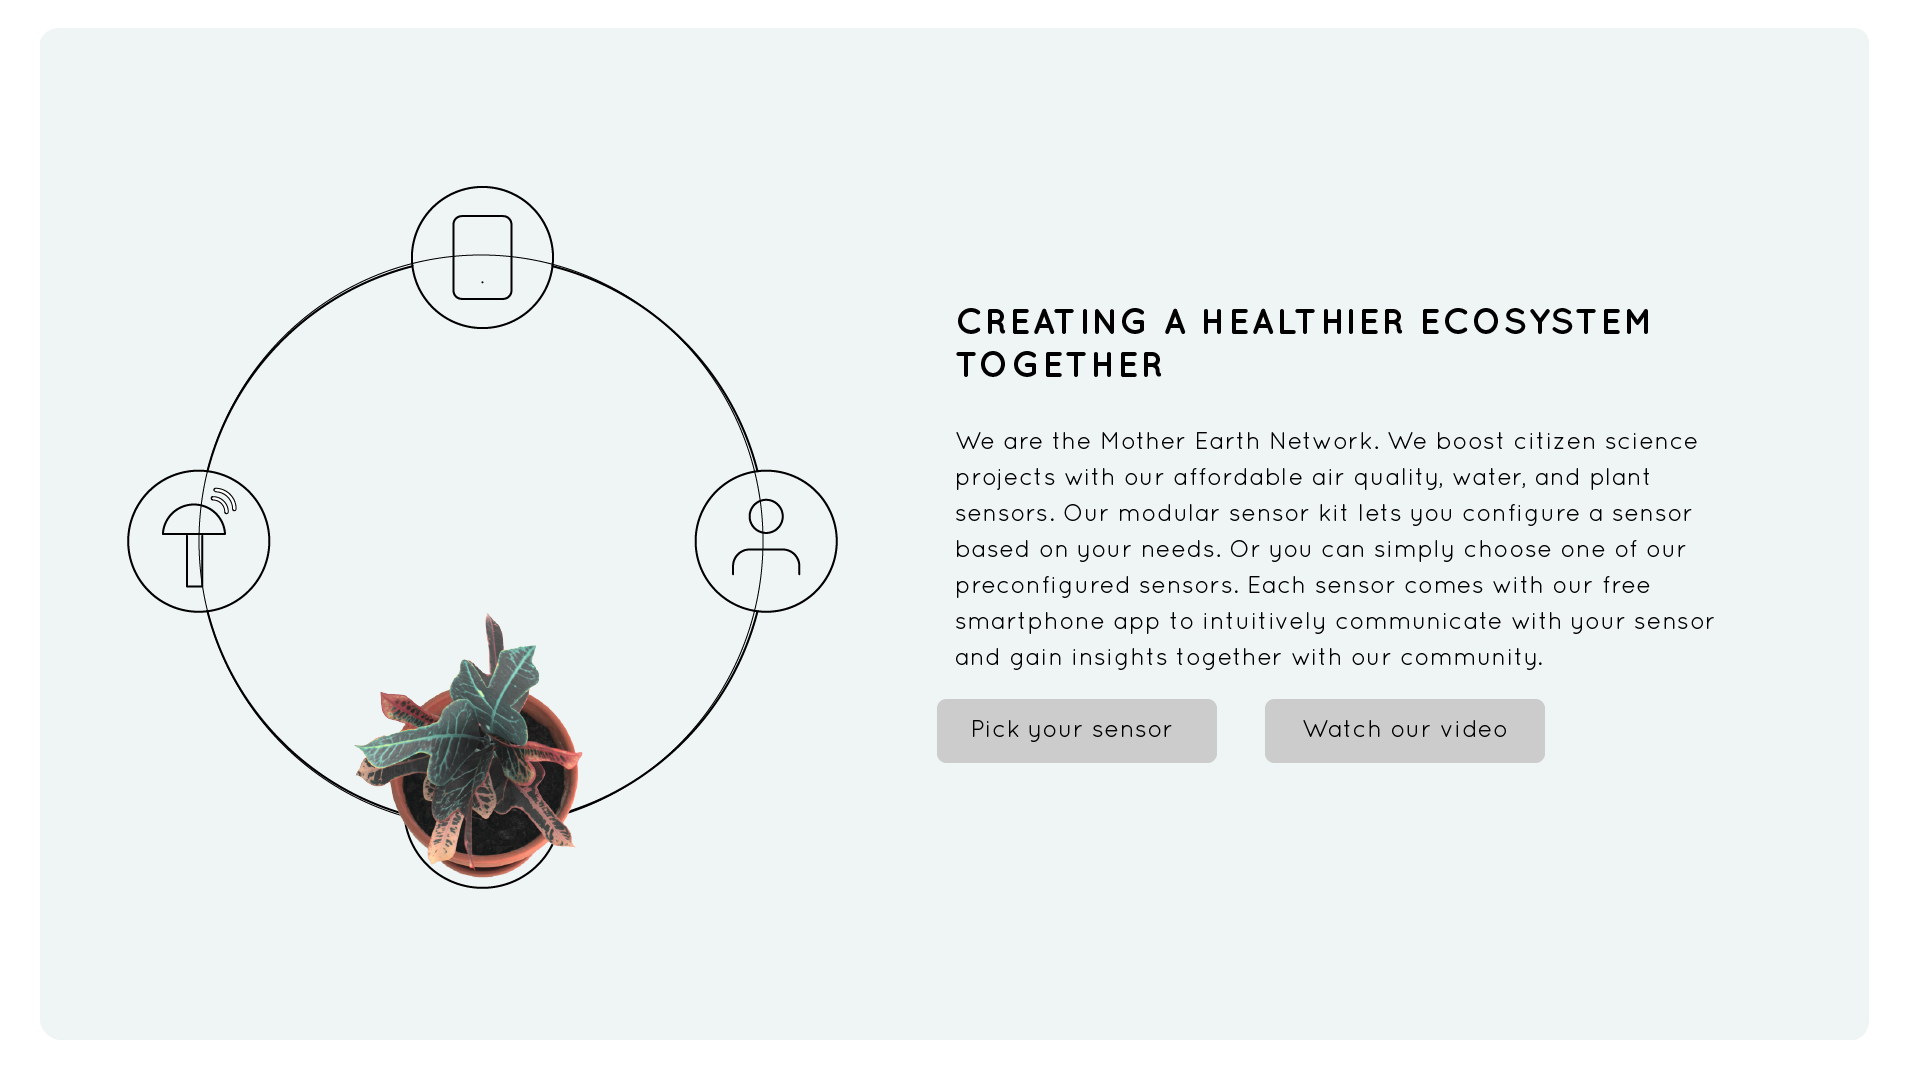 CREATING A HEALTHIER ECOSYSTEM
TOGETHER
We are the Mother Earth Network. We boost citizen science
projects with our affordable air quality, water, and plant
sensors. Our modular sensor kit lets you configure a sensor
based on your needs. Or you can simply choose one of our
preconfigured sensors. Each sensor comes with our free
smartphone app to intuitively communicate with your sensor
and gain insights together with our community.
Pick your sensor
Watch our video